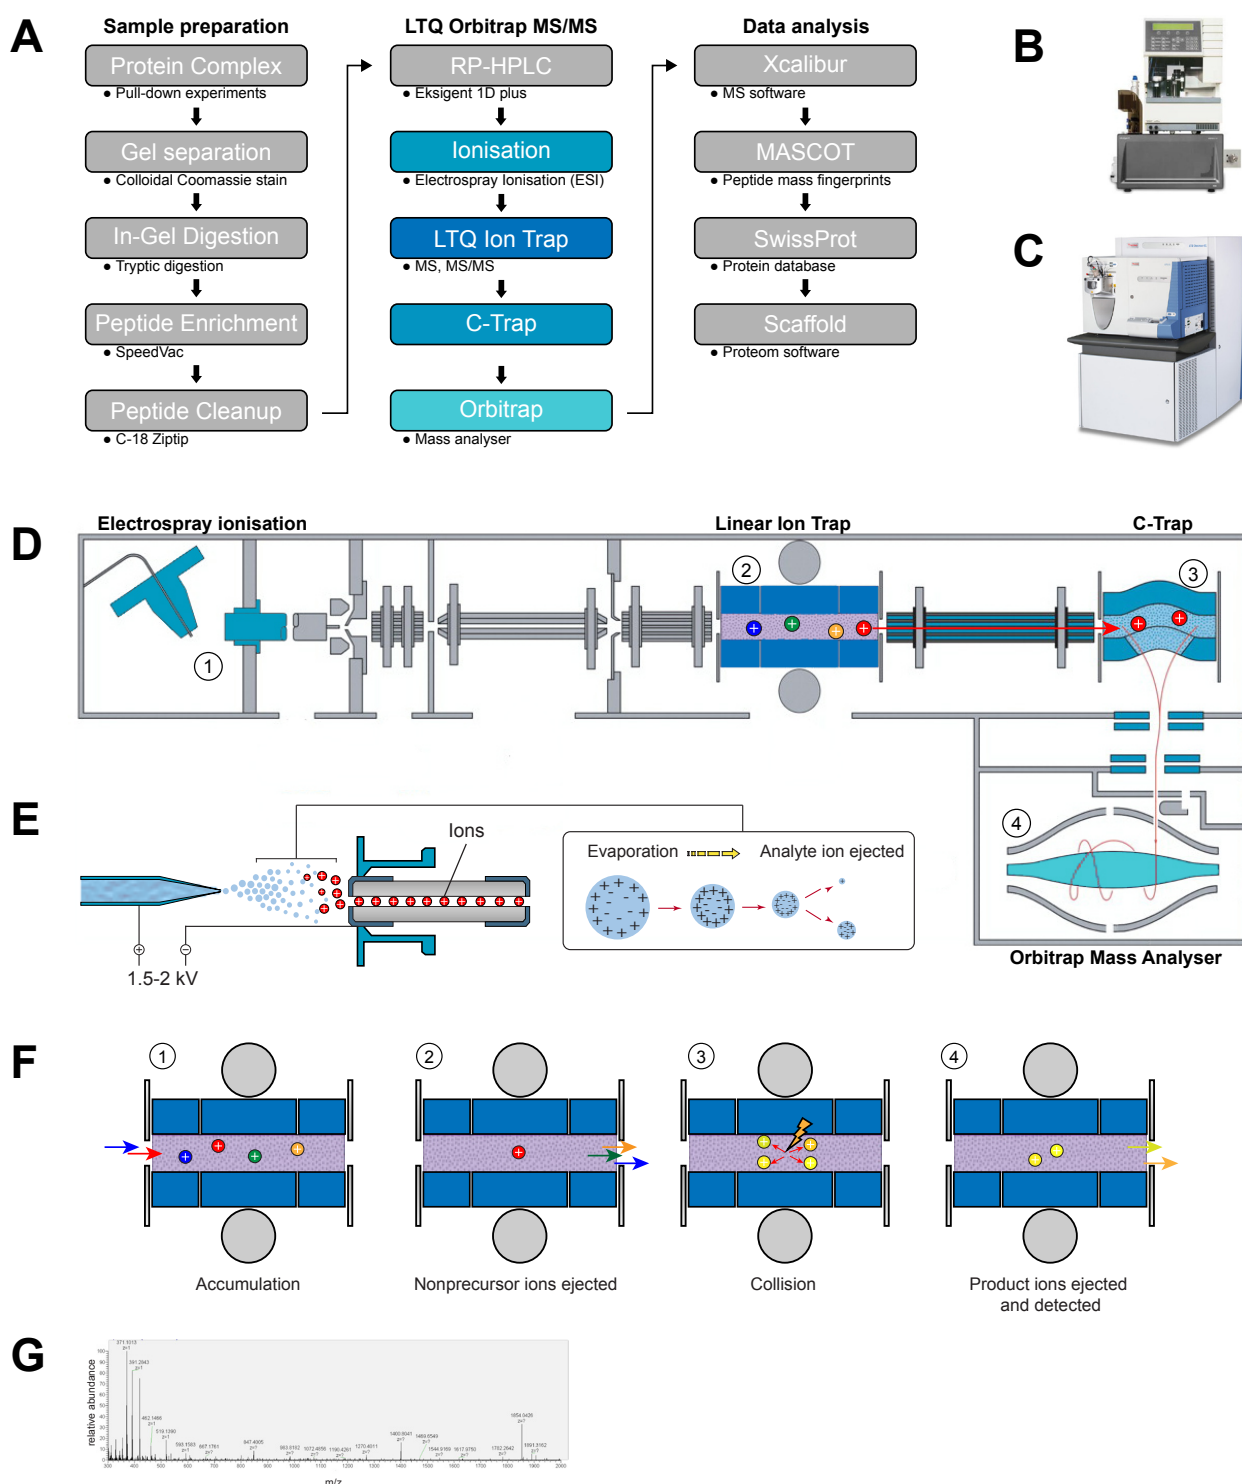 A
Sample preparation
LTQ Orbitrap MS/MS
Data analysis
Protein Complex
● Pull-down experiments
Gel separation
● Colloidal Coomassie stain
In-Gel Digestion
● Tryptic digestion
Peptide Enrichment
● SpeedVac
Peptide Cleanup
● C-18 Ziptip
RP-HPLC
● Eksigent 1D plus
Ionisation
● Electrospray Ionisation (ESI)
LTQ Ion Trap
● MS, MS/MS
C-Trap
Orbitrap
● Mass analyser
Xcalibur
● MS software
MASCOT
● Peptide mass fingerprints
SwissProt
● Protein database
Scaffold
● Proteom software
B
C
D
Electrospray ionisation
Linear Ion Trap
C-Trap
1
2
3
4
Orbitrap Mass Analyser
E
Ions
1.5-2 kV
Evaporation
Analyte ion ejected
F
1
2
3
4
Accumulation
Nonprecursor ions ejected
Collision
Product ions ejected
and detected
G
relative abundance
m/z